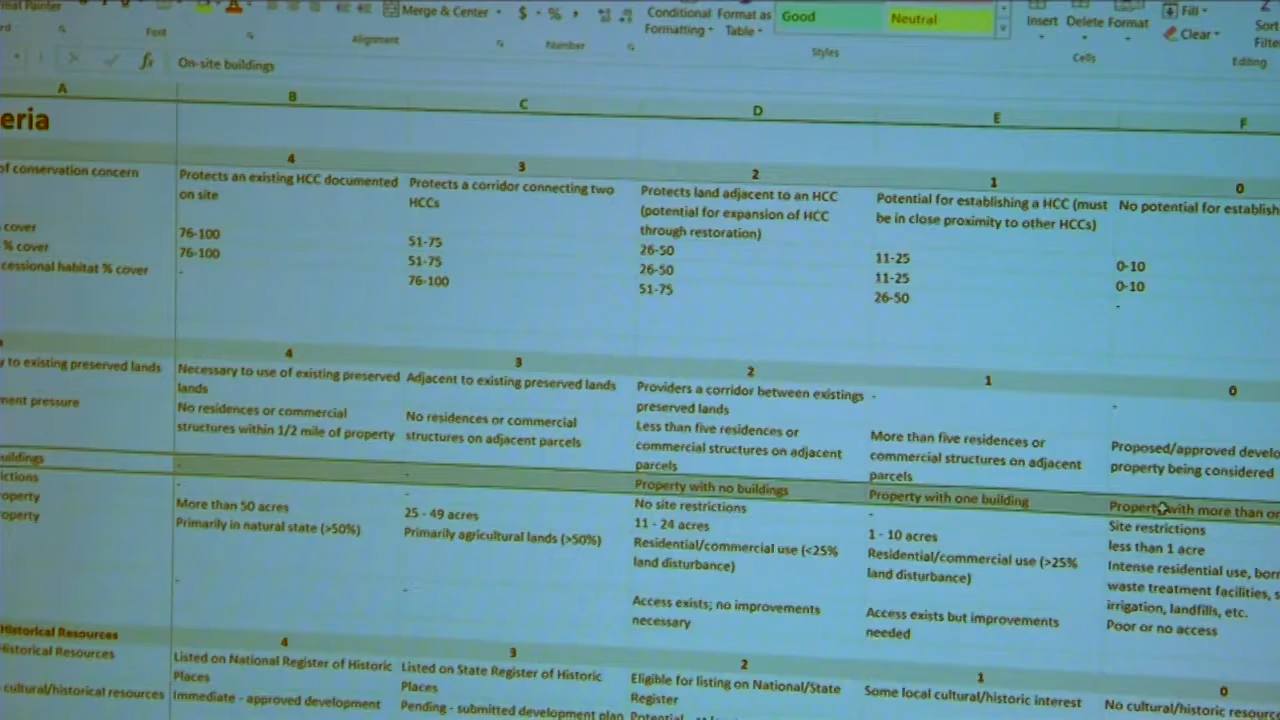 Merge & Center
$ - % ,
Conditional Format as
Formatting Table
Good
Neutral
Insert Delete Format
Fill
Clear
Sort
Filte
Font
Alignment
Number
Styles
Cells
Editing
fx On-site buildings
A B C D E F
eria
4 3 2 1 0
of conservation concern
Protects an existing HCC documented
on site
Protects a corridor connecting two
HCCs
Protects land adjacent to an HCC
(potential for expansion of HCC
through restoration)
Potential for establishing a HCC (must
be in close proximity to other HCCs)
No potential for establish
cover 76-100 51-75 26-50 11-25 0-10
% cover 76-100 51-75 26-50 11-25 0-10
cessional habitat % cover - 76-100 51-75 26-50 -
4 3 2 1 0
y to existing preserved lands
Necessary to use of existing preserved
lands
Adjacent to existing preserved lands
Providers a corridor between existings
preserved lands
-
-
ment pressure
No residences or commercial
structures within 1/2 mile of property
No residences or commercial
structures on adjacent parcels
Less than five residences or
commercial structures on adjacent
parcels
More than five residences or
commercial structures on adjacent
parcels
Proposed/approved develo
property being considered
uildings - - Property with no buildings Property with one building Property with more than or
ictions - - No site restrictions - Site restrictions
operty More than 50 acres 25 - 49 acres 11 - 24 acres 1 - 10 acres less than 1 acre
operty
Primarily in natural state (>50%)
Primarily agricultural lands (>50%)
Residential/commercial use (<25%
land disturbance)
Residential/commercial use (>25%
land disturbance)
Intense residential use, bor
waste treatment facilities, s
irrigation, landfills, etc.
- -
Access exists; no improvements
necessary
Access exists but improvements
needed
Poor or no access
Historical Resources 4 3 2 1 0
Historical Resources
Listed on National Register of Historic
Places
Listed on State Register of Historic
Places
Eligible for listing on National/State
Register
Some local cultural/historic interest
No cultural/historic resource
cultural/historical resources
Immediate - approved development
Pending - submitted development plan